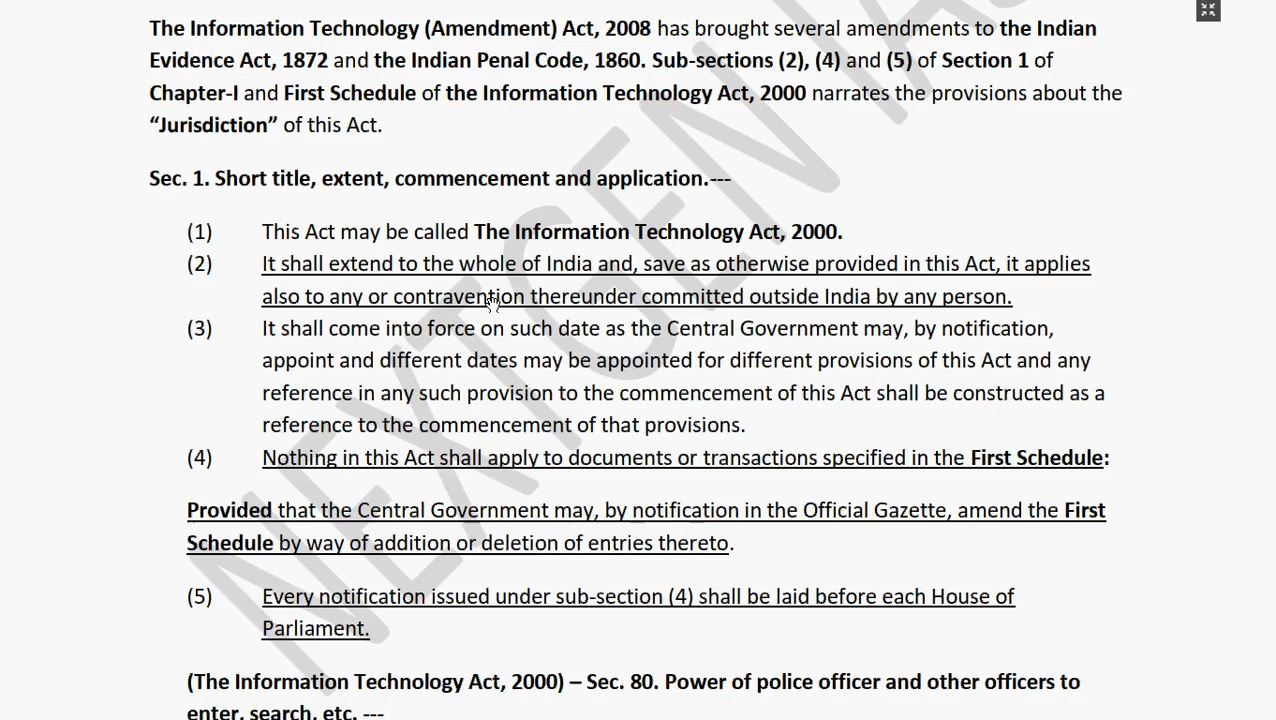 The Information Technology (Amendment) Act, 2008 has brought several amendments to the Indian
Evidence Act, 1872 and the Indian Penal Code, 1860. Sub-sections (2), (4) and (5) of Section 1 of
Chapter-I and First Schedule of the Information Technology Act, 2000 narrates the provisions about the
“Jurisdiction” of this Act.
Sec. 1. Short title, extent, commencement and application.---
(1) This Act may be called The Information Technology Act, 2000.
(2) It shall extend to the whole of India and, save as otherwise provided in this Act, it applies
also to any or contravention thereunder committed outside India by any person.
(3) It shall come into force on such date as the Central Government may, by notification,
appoint and different dates may be appointed for different provisions of this Act and any
reference in any such provision to the commencement of this Act shall be constructed as a
reference to the commencement of that provisions.
(4) Nothing in this Act shall apply to documents or transactions specified in the First Schedule:
Provided that the Central Government may, by notification in the Official Gazette, amend the First
Schedule by way of addition or deletion of entries thereto.
(5) Every notification issued under sub-section (4) shall be laid before each House of
Parliament.
(The Information Technology Act, 2000) – Sec. 80. Power of police officer and other officers to
enter, search, etc. ---
NEXTGEN IAS